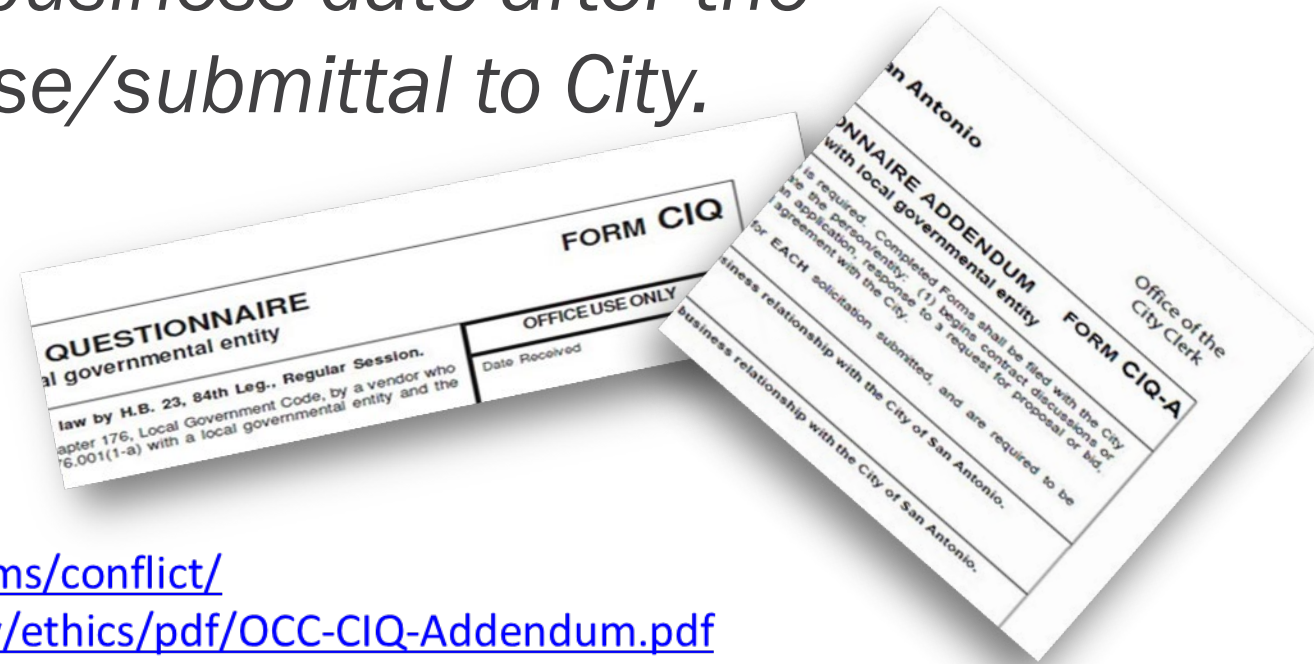 business date after the
se/submittal to City.
FORM CIQ
QUESTIONNAIRE
al governmental entity
OFFICE USE ONLY
law by H.B. 23, 84th Leg., Regular Session.
Date Received
apter 176, Local Government Code, by a vendor who
76.001(1-a) with a local governmental entity and the
an Antonio
Office of the
City Clerk
ONNAIRE ADDENDUM FORM CIQ-A
with local governmental entity
is required. Completed Forms shall be filed with the City
the person/entity: (1) begins contract discussions or
an application, response to a request for proposal or bid,
agreement with the City.
for EACH solicitation submitted, and are required to be
siness relationship with the City of San Antonio.
business relationship with the City of San Antonio.
ms/conflict/
/ethics/pdf/OCC-CIQ-Addendum.pdf